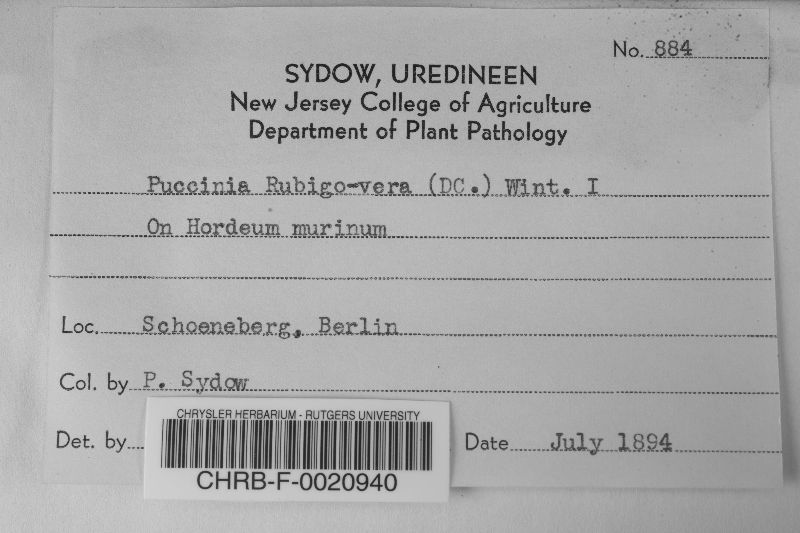 No. 884
SYDOW, UREDINEEN
New Jersey College of Agriculture
Department of Plant Pathology
Puccinia Rubigo-vera (DC.) Wint. I
On Hordeum murinum
Loc. Schoeneberg, Berlin
Col. by P. Sydow
Det. by
CHRYSLER HERBARIUM - RUTGERS UNIVERSITY
CHRB-F-0020940
Date July 1894